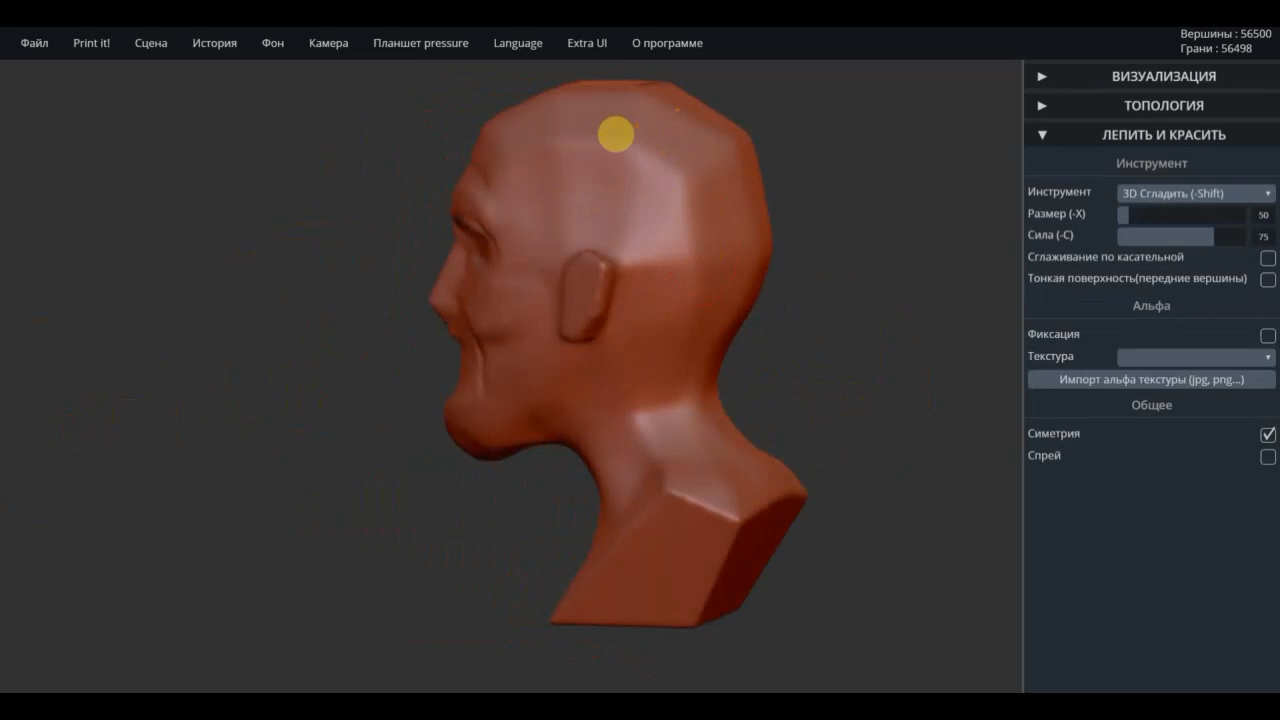 Файл Print it! Сцена История Фон Камера Планшет pressure Language Extra UI О программе
Вершины : 56500
Грани : 56498
ВИЗУАЛИЗАЦИЯ
ТОПОЛОГИЯ
ЛЕПИТЬ И КРАСИТЬ
Инструмент
Инструмент 3D Сгладить (-Shift)
Размер (-X) 50
Сила (-C) 75
Сглаживание по касательной
Тонкая поверхность(передние вершины)
Альфа
Фиксация
Текстура
Импорт альфа текстуры (jpg, png...)
Общее
Симетрия
Спрей